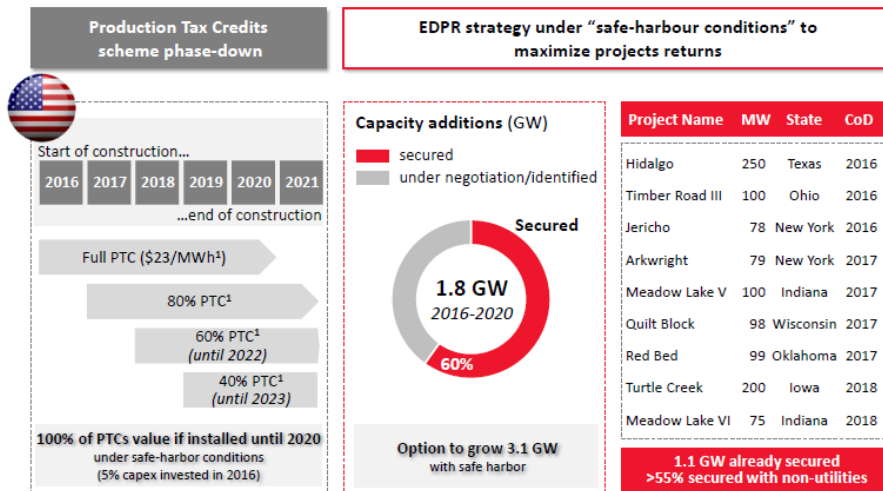 Production Tax Credits
scheme phase-down
EDPR strategy under “safe-harbour conditions” to
maximize projects returns
Start of construction...
2016 2017 2018 2019 2020 2021
...end of construction
Full PTC ($23/MWh¹)
80% PTC¹
60% PTC¹
(until 2022)
40% PTC¹
(until 2023)
100% of PTCs value if installed until 2020
under safe-harbor conditions
(5% capex invested in 2016)
Capacity additions (GW)
secured
under negotiation/identified
Secured
1.8 GW
2016-2020
60%
Option to grow 3.1 GW
with safe harbor
Project Name MW State CoD
Hidalgo 250 Texas 2016
Timber Road III 100 Ohio 2016
Jericho 78 New York 2016
Arkwright 79 New York 2017
Meadow Lake V 100 Indiana 2017
Quilt Block 98 Wisconsin 2017
Red Bed 99 Oklahoma 2017
Turtle Creek 200 Iowa 2018
Meadow Lake VI 75 Indiana 2018
1.1 GW already secured
>55% secured with non-utilities